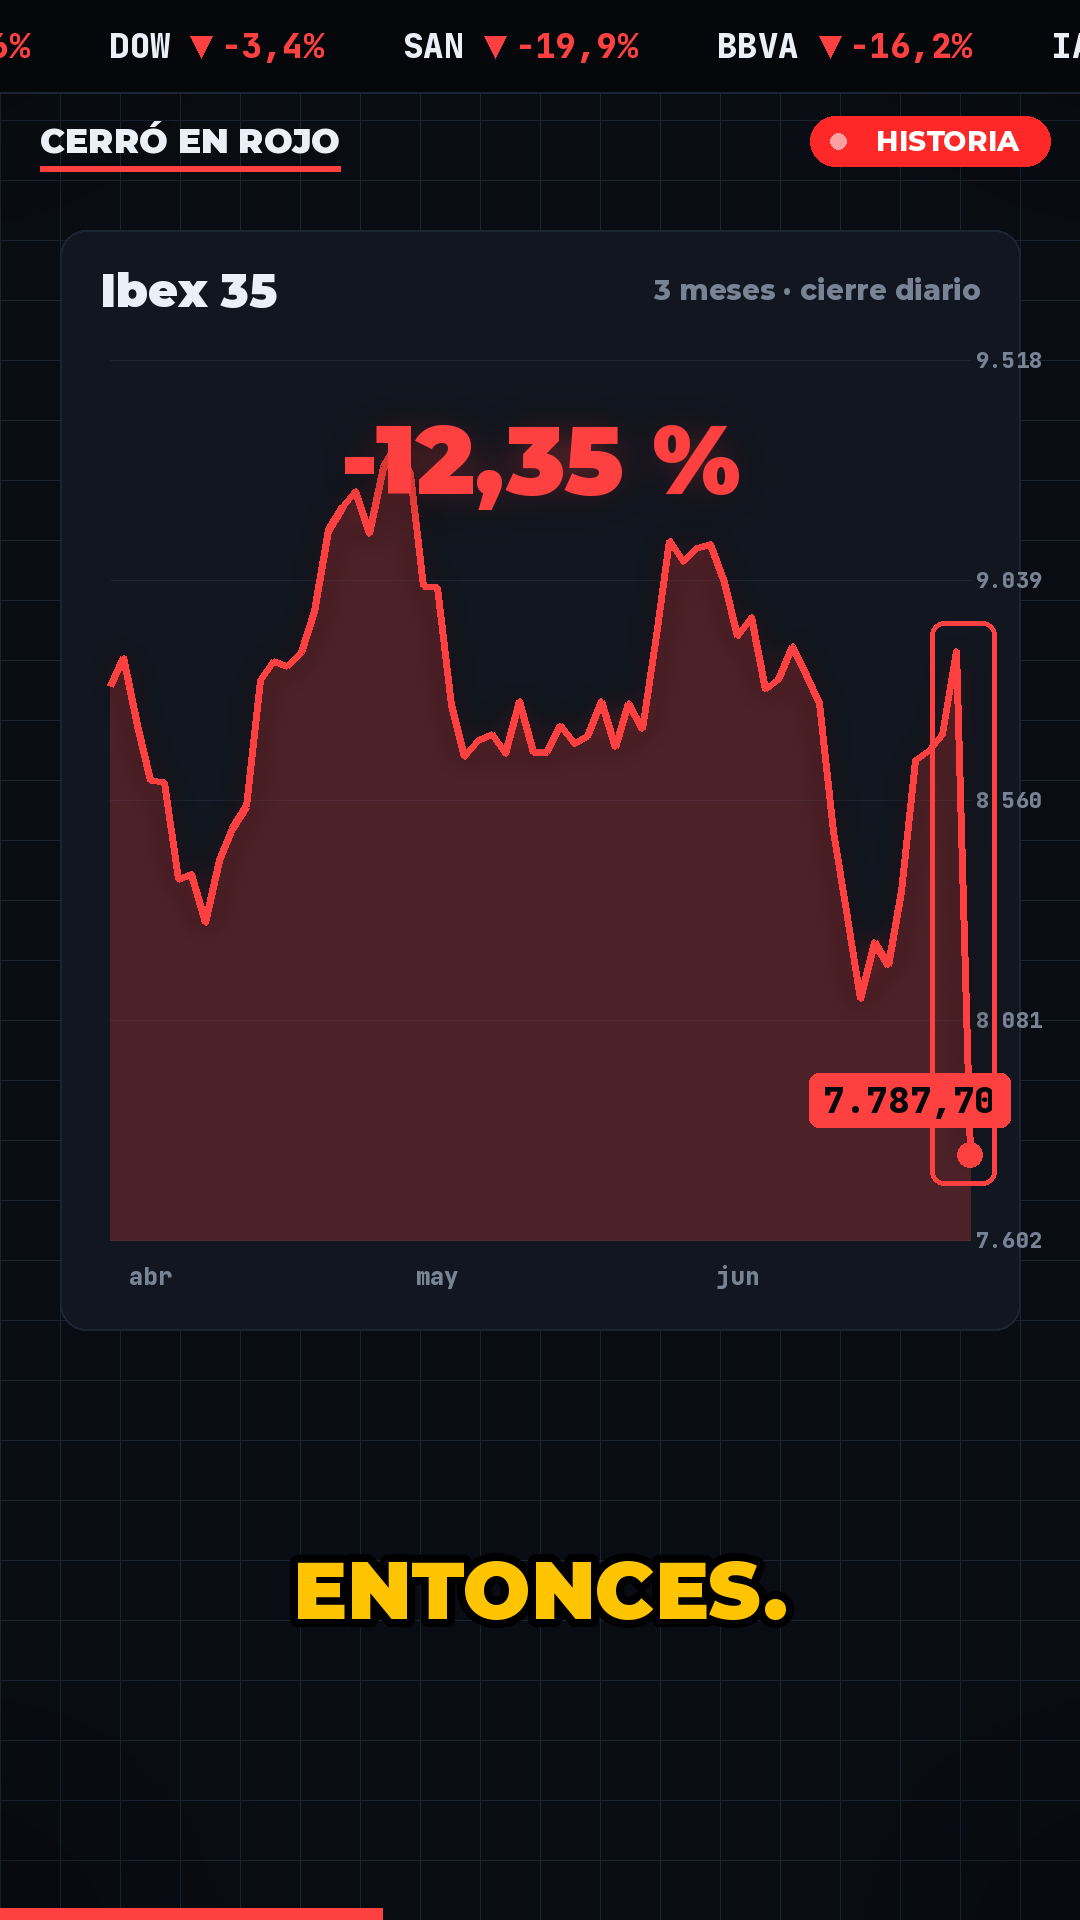 6% DOW ▼ -3,4% SAN ▼ -19,9% BBVA ▼ -16,2%
CERRÓ EN ROJO
HISTORIA
Ibex 35
3 meses · cierre diario
9.518
-12,35 %
9.039
8.560
8.081
7.787,70
7.602
abr may jun
ENTONCES.